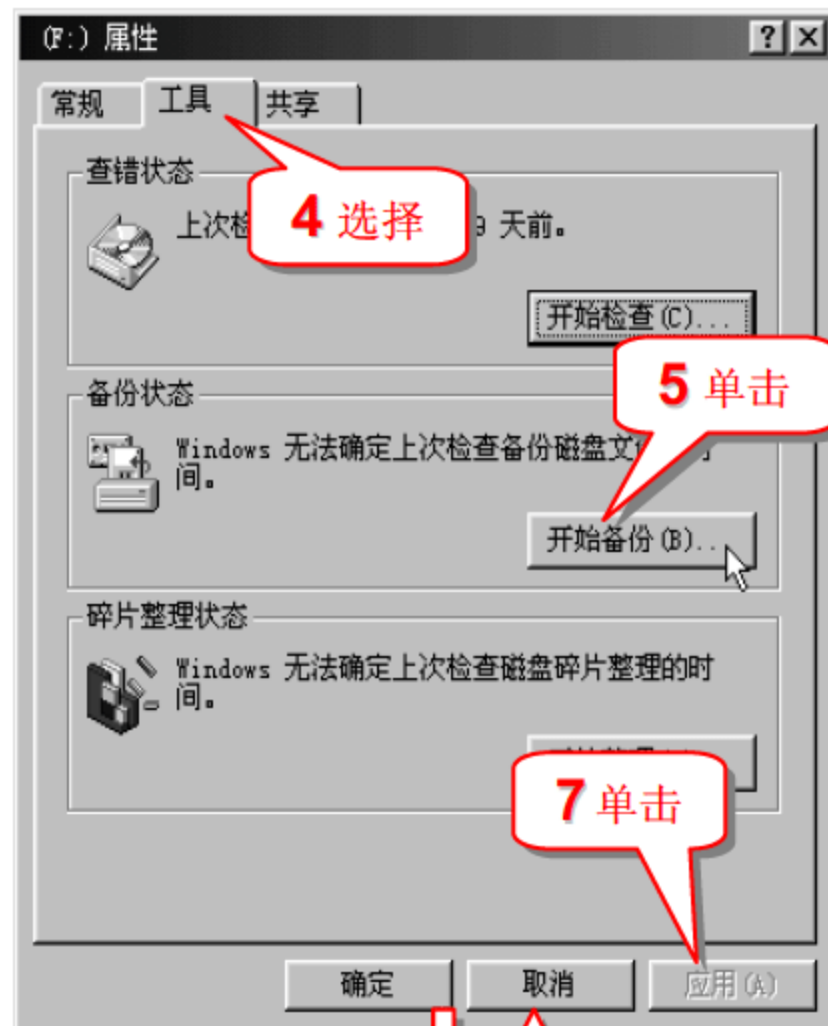 (F:) 属性
常规 工具 共享
查错状态
4 选择
上次检 9 天前。
开始检查(C)...
5 单击
备份状态
Windows 无法确定上次检查备份磁盘文
间。
开始备份(B)...
碎片整理状态
Windows 无法确定上次检查磁盘碎片整理的时
间。
7 单击
确定 取消 应用(A)